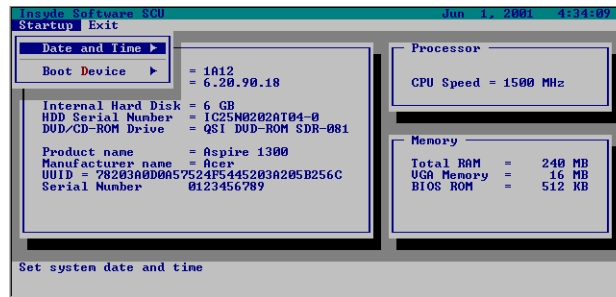 Insyde Software SCU Jun 1, 2001 4:34:09
Startup Exit
Date and Time ▶
Boot Device ▶
= 1A12
= 6.20.90.18
Internal Hard Disk = 6 GB
HDD Serial Number = IC25N0202AT04-0
DVD/CD-ROM Drive = QSI DVD-ROM SDR-081
Product name = Aspire 1300
Manufacturer name = Acer
UUID = 78203A0D0A57524F5445203A205B256C
Serial Number 0123456789
Processor
CPU Speed = 1500 MHz
Memory
Total RAM = 240 MB
VGA Memory = 16 MB
BIOS ROM = 512 KB
Set system date and time